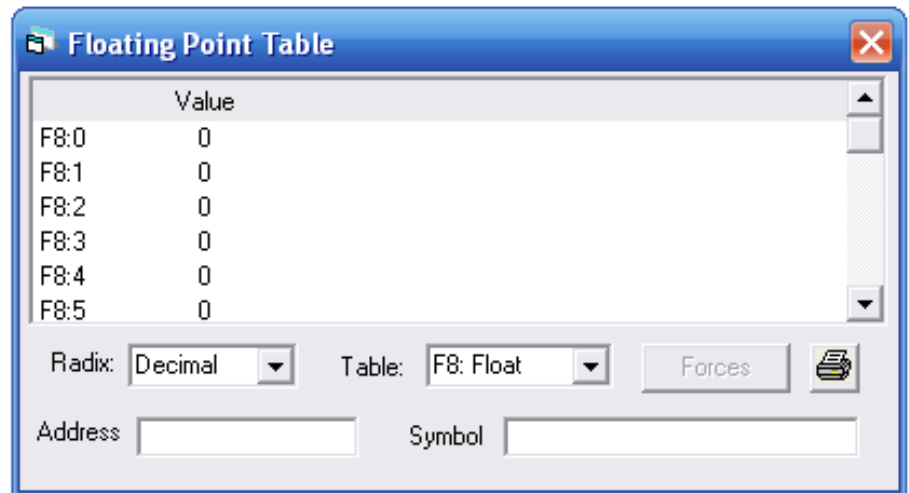 Floating Point Table
Value
F8:0 0
F8:1 0
F8:2 0
F8:3 0
F8:4 0
F8:5 0
Radix: Decimal Table: F8: Float Forces
Address Symbol